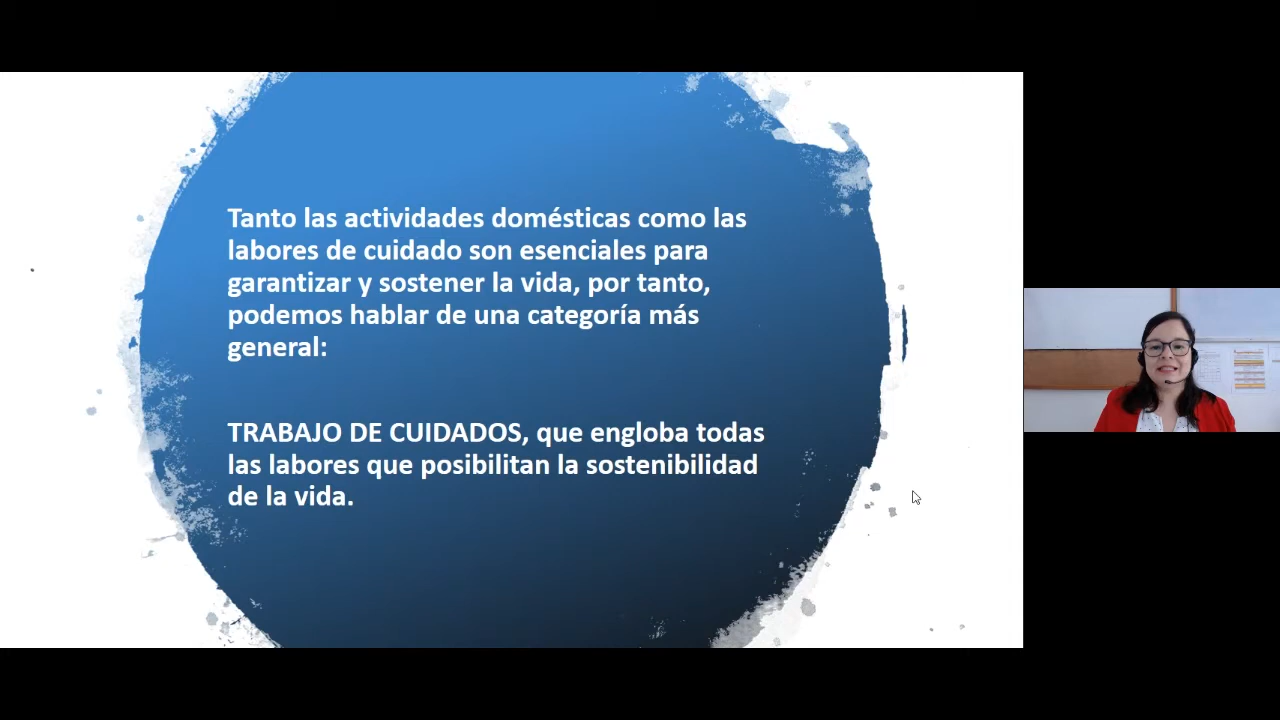 Tanto las actividades domésticas como las
labores de cuidado son esenciales para
garantizar y sostener la vida, por tanto,
podemos hablar de una categoría más
general:
TRABAJO DE CUIDADOS, que engloba todas
las labores que posibilitan la sostenibilidad
de la vida.